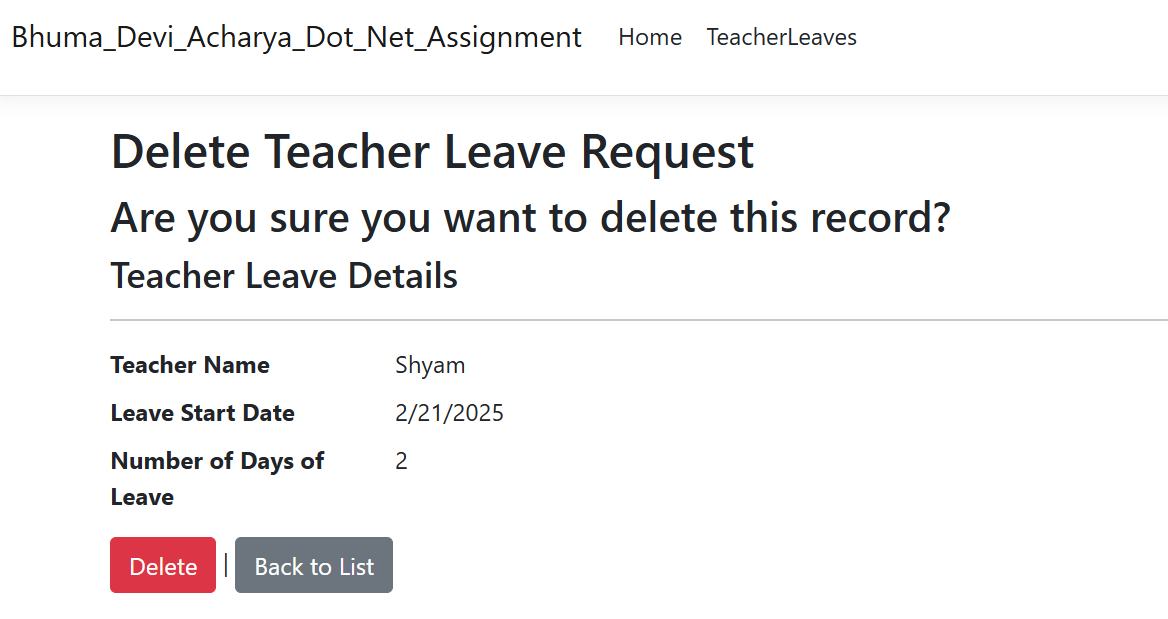 Bhuma_Devi_Acharya_Dot_Net_Assignment Home TeacherLeaves
Delete Teacher Leave Request
Are you sure you want to delete this record?
Teacher Leave Details
Teacher Name Shyam
Leave Start Date 2/21/2025
Number of Days of 2
Leave
Delete | Back to List